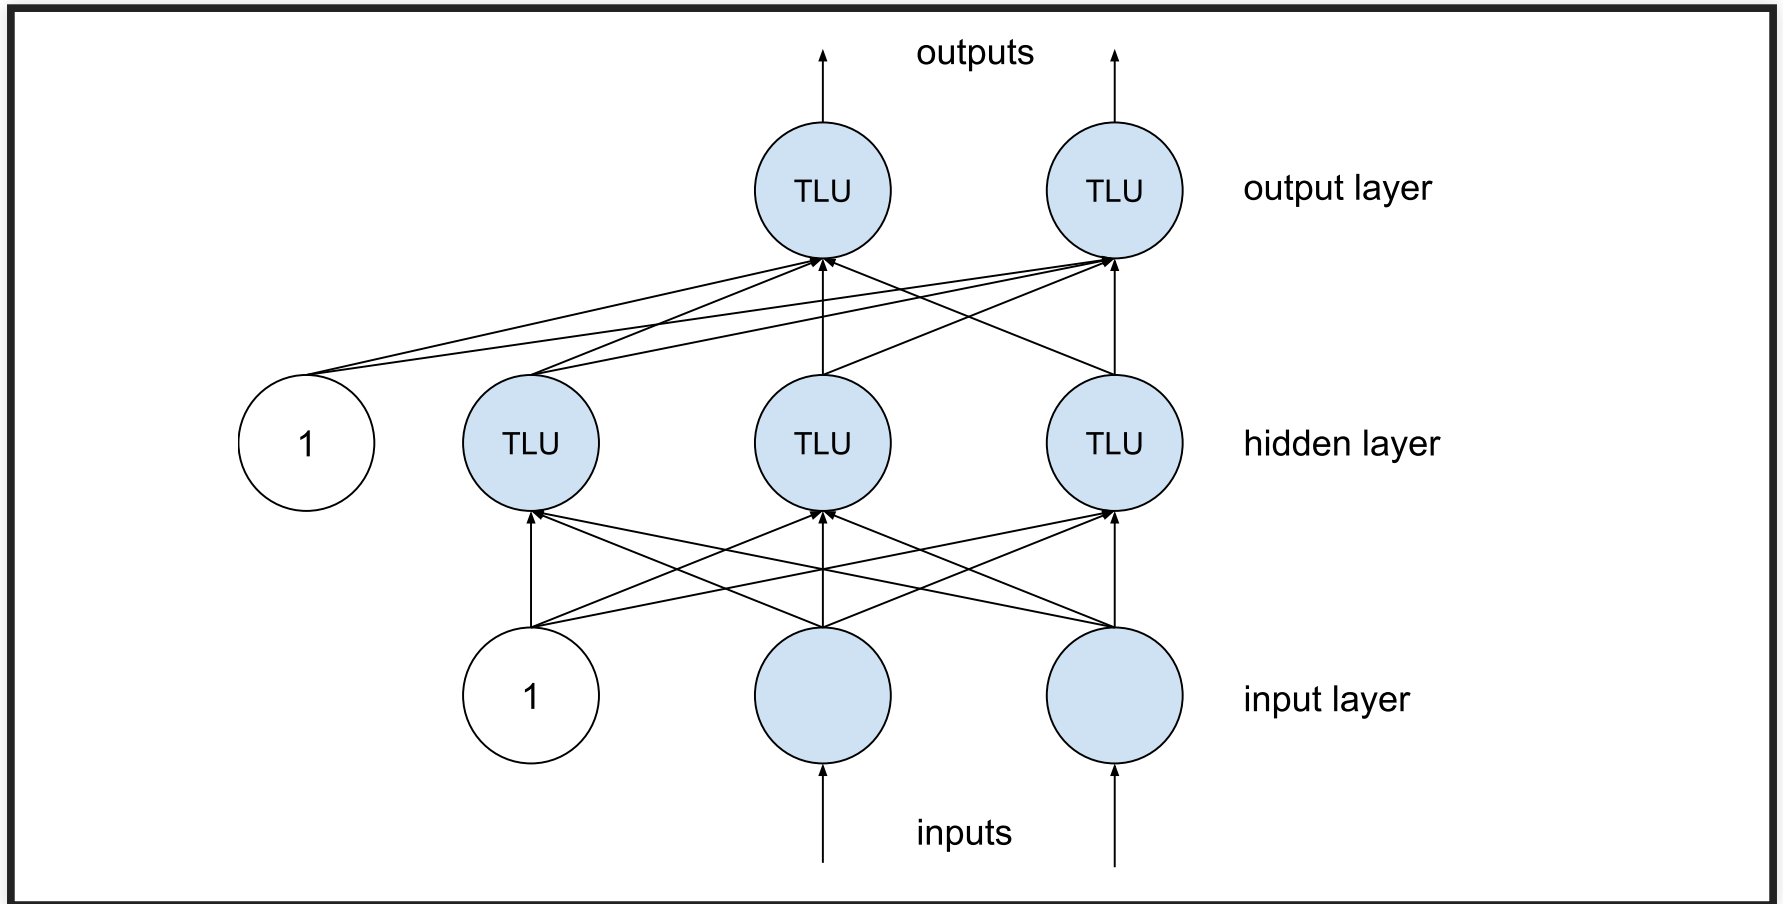 outputs
TLU TLU output layer
1 TLU TLU TLU hidden layer
1 input layer
inputs